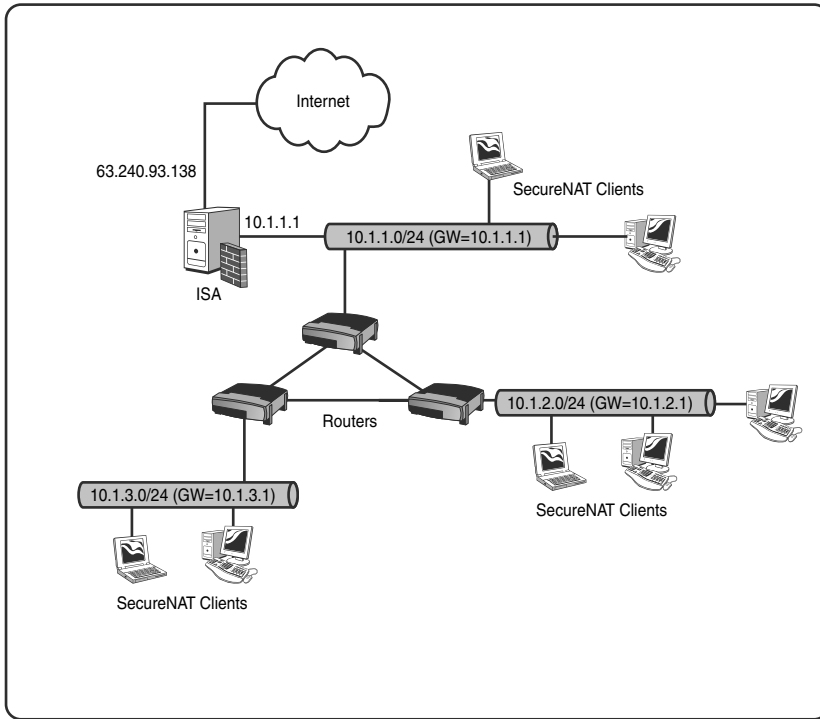 Internet
63.240.93.138
SecureNAT Clients
10.1.1.1
10.1.1.0/24 (GW=10.1.1.1)
ISA
10.1.2.0/24 (GW=10.1.2.1)
Routers
10.1.3.0/24 (GW=10.1.3.1)
SecureNAT Clients
SecureNAT Clients